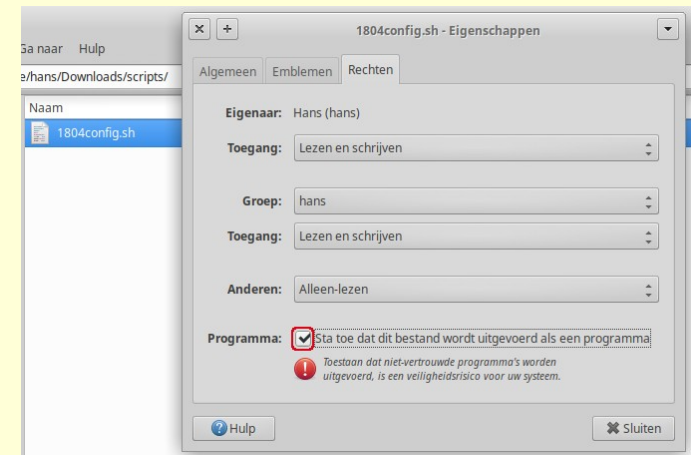 1804config.sh - Eigenschappen
Ga naar Hulp
e/hans/Downloads/scripts/
Naam
1804config.sh
Algemeen Emblemen Rechten
Eigenaar: Hans (hans)
Toegang: Lezen en schrijven
Groep: hans
Toegang: Lezen en schrijven
Anderen: Alleen-lezen
Programma: Sta toe dat dit bestand wordt uitgevoerd als een programma
Toestaan dat niet-vertrouwde programma's worden
uitgevoerd, is een veiligheidsrisico voor uw systeem.
Hulp
Sluiten